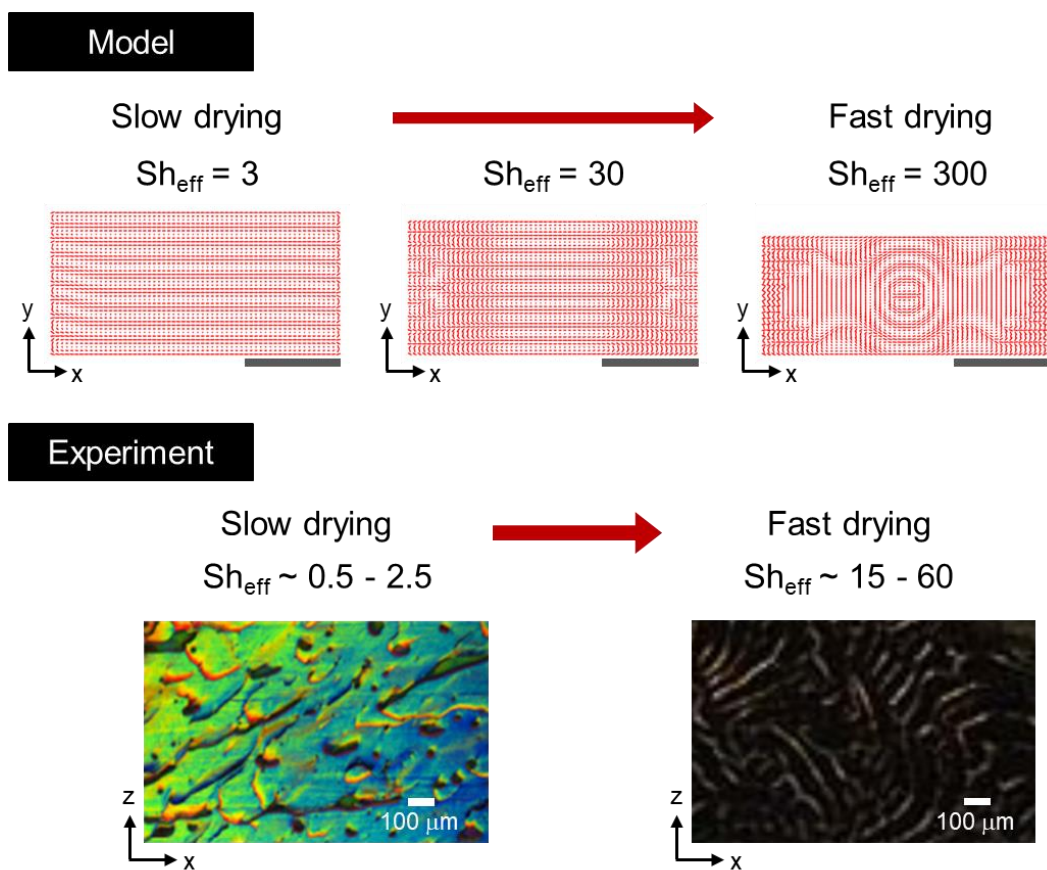 Model
Slow drying
Fast drying
Sh_eff = 3
Sh_eff = 30
Sh_eff = 300
y
x
y
x
y
x
Experiment
Slow drying
Fast drying
Sh_eff ~ 0.5 - 2.5
Sh_eff ~ 15 - 60
z
x
100 μm
z
x
100 μm